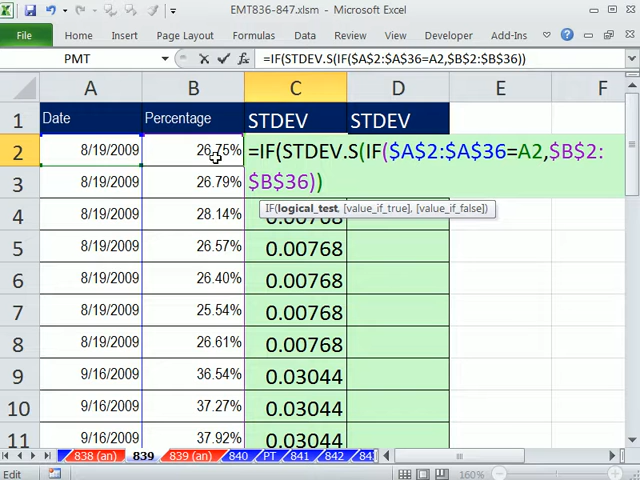 EMT836-847.xlsm - Microsoft Excel
File Home Insert Page Layout Formulas Data Review View Developer
PMT fx =IF(STDEV.S(IF($A$2:$A$36=A2,$B$2:$B$36))
A B C D E F
1 Date Percentage STDEV STDEV
2 8/19/2009 26.75% =IF(STDEV.S(IF($A$2:$A$36=A2,$B$2:
3 8/19/2009 26.79% $B$36))
IF(logical_test, [value_if_true], [value_if_false])
4 8/19/2009 28.14% 0.00768
5 8/19/2009 26.57% 0.00768
6 8/19/2009 26.40% 0.00768
7 8/19/2009 25.54% 0.00768
8 8/19/2009 26.61% 0.00768
9 9/16/2009 36.54% 0.03044
10 9/16/2009 37.27% 0.03044
11 9/16/2009 37.92% 0.03044
838 (an) 839 839 (an) 840 PT 841 842
Edit 160%